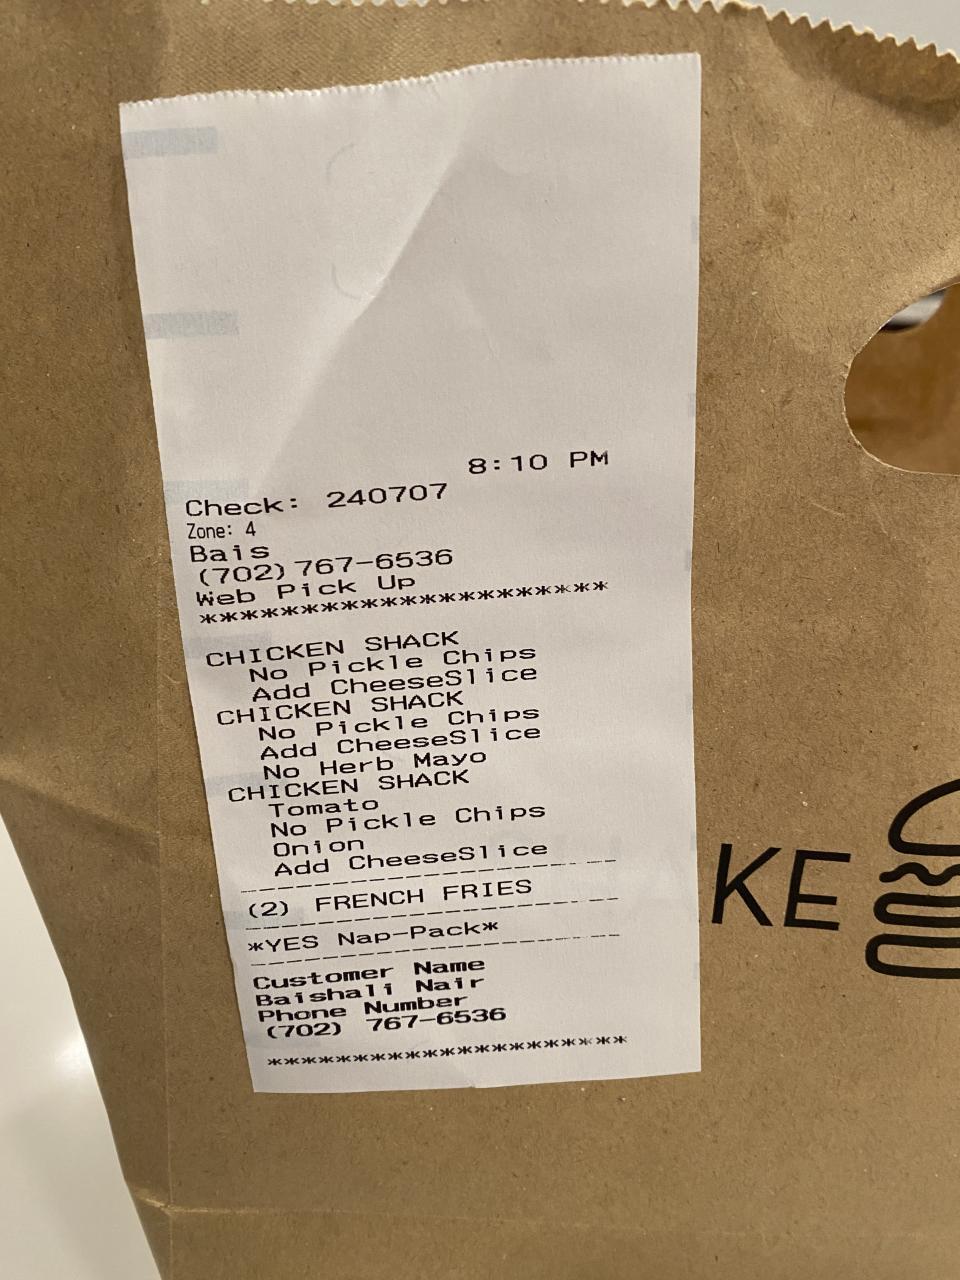 8:10 PM
Check: 240707
Zone: 4
Bais
(702)767-6536
Web Pick Up
**********************
CHICKEN SHACK
No Pickle Chips
Add CheeseSlice
CHICKEN SHACK
No Pickle Chips
Add CheeseSlice
No Herb Mayo
CHICKEN SHACK
Tomato
No Pickle Chips
Onion
Add CheeseSlice
(2) FRENCH FRIES
*YES Nap-Pack*
Customer Name
Baishali Nair
Phone Number
(702) 767-6536
**********************
KE